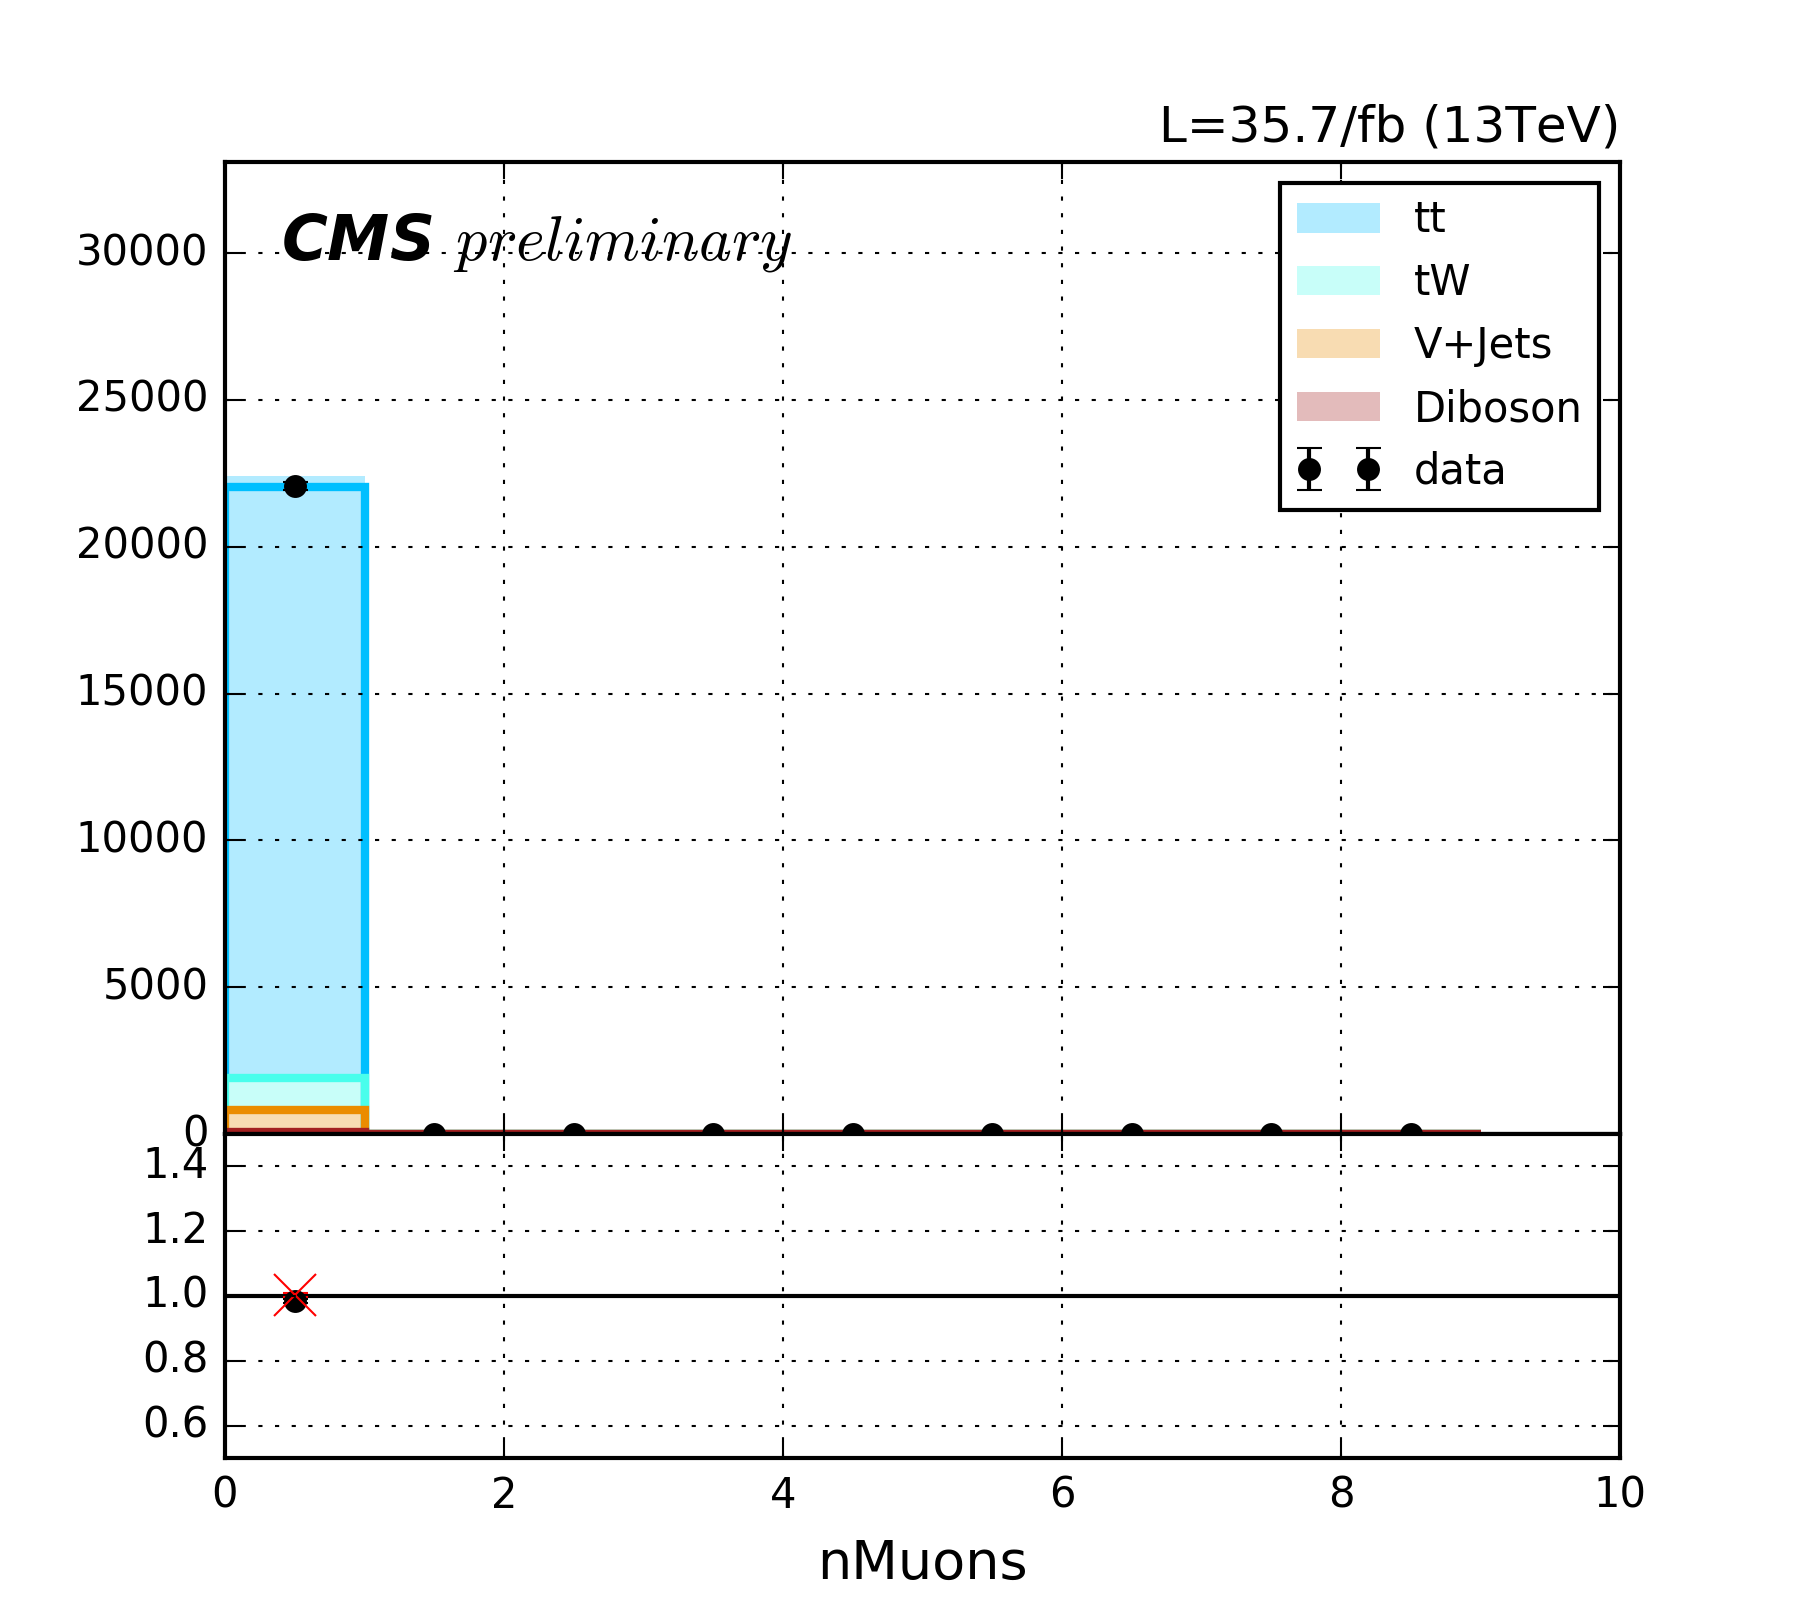 L=35.7/fb (13TeV)
CMS preliminary
tt
tW
V+Jets
Diboson
data
30000
25000
20000
15000
10000
5000
0
1.4
1.2
1.0
0.8
0.6
0 2 4 6 8 10
nMuons